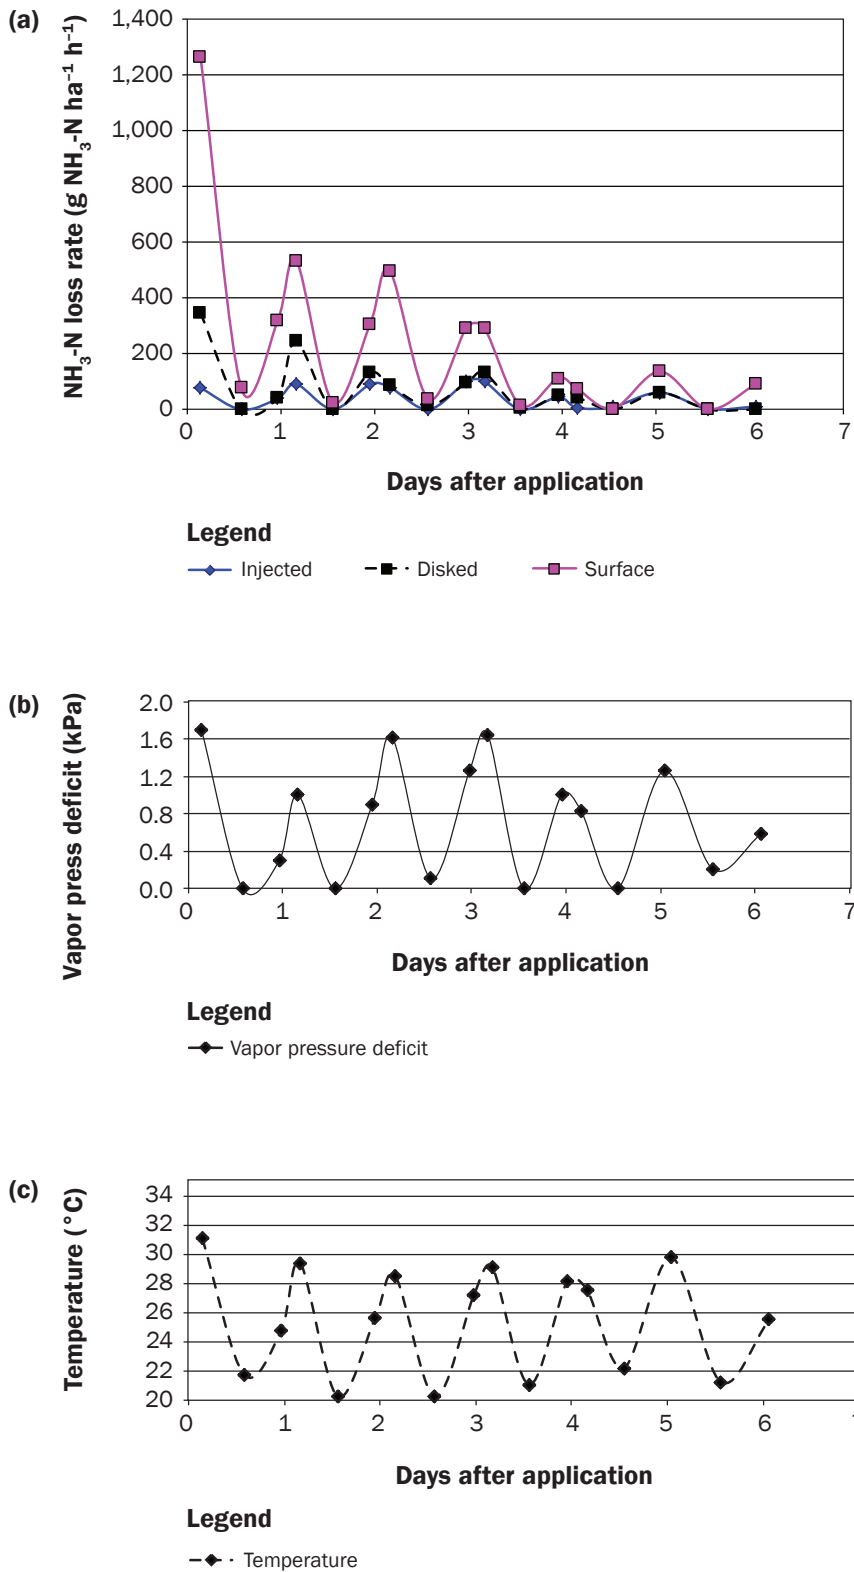 (a)
NH₃-N loss rate (g NH₃-N ha⁻¹ h⁻¹)
1,400
1,200
1,000
800
600
400
200
0
0 1 2 3 4 5 6 7
Days after application
Legend
Injected Disked Surface
(b)
Vapor press deficit (kPa)
2.0
1.6
1.2
0.8
0.4
0.0
0 1 2 3 4 5 6 7
Days after application
Legend
Vapor pressure deficit
(c)
Temperature (°C)
34
32
30
28
26
24
22
20
0 1 2 3 4 5 6 7
Days after application
Legend
Temperature